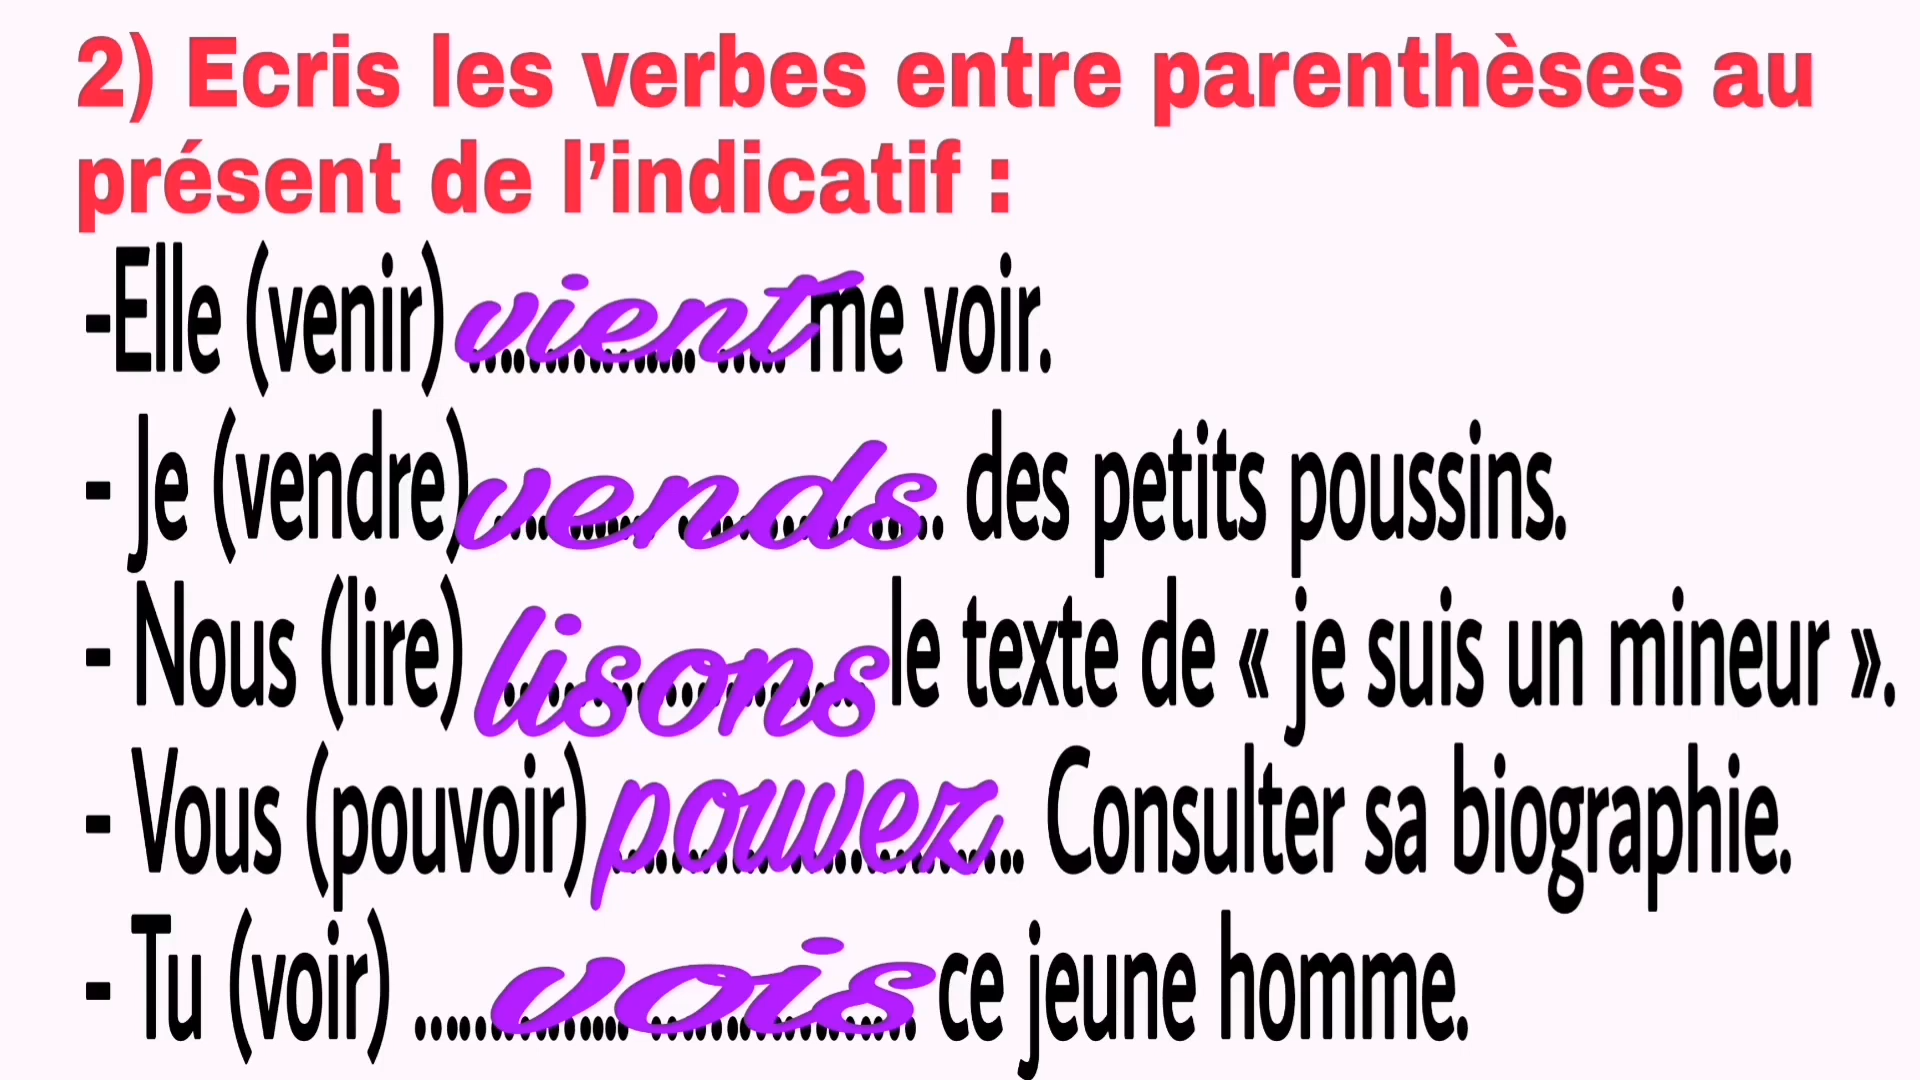 2) Ecris les verbes entre parenthèses au
présent de l’indicatif :
-Elle (venir) vient me voir.
- Je (vendre) vends des petits poussins.
- Nous (lire) lisons le texte de « je suis un mineur ».
- Vous (pouvoir) pouvez .. Consulter sa biographie.
- Tu (voir) ..... vois ce jeune homme.